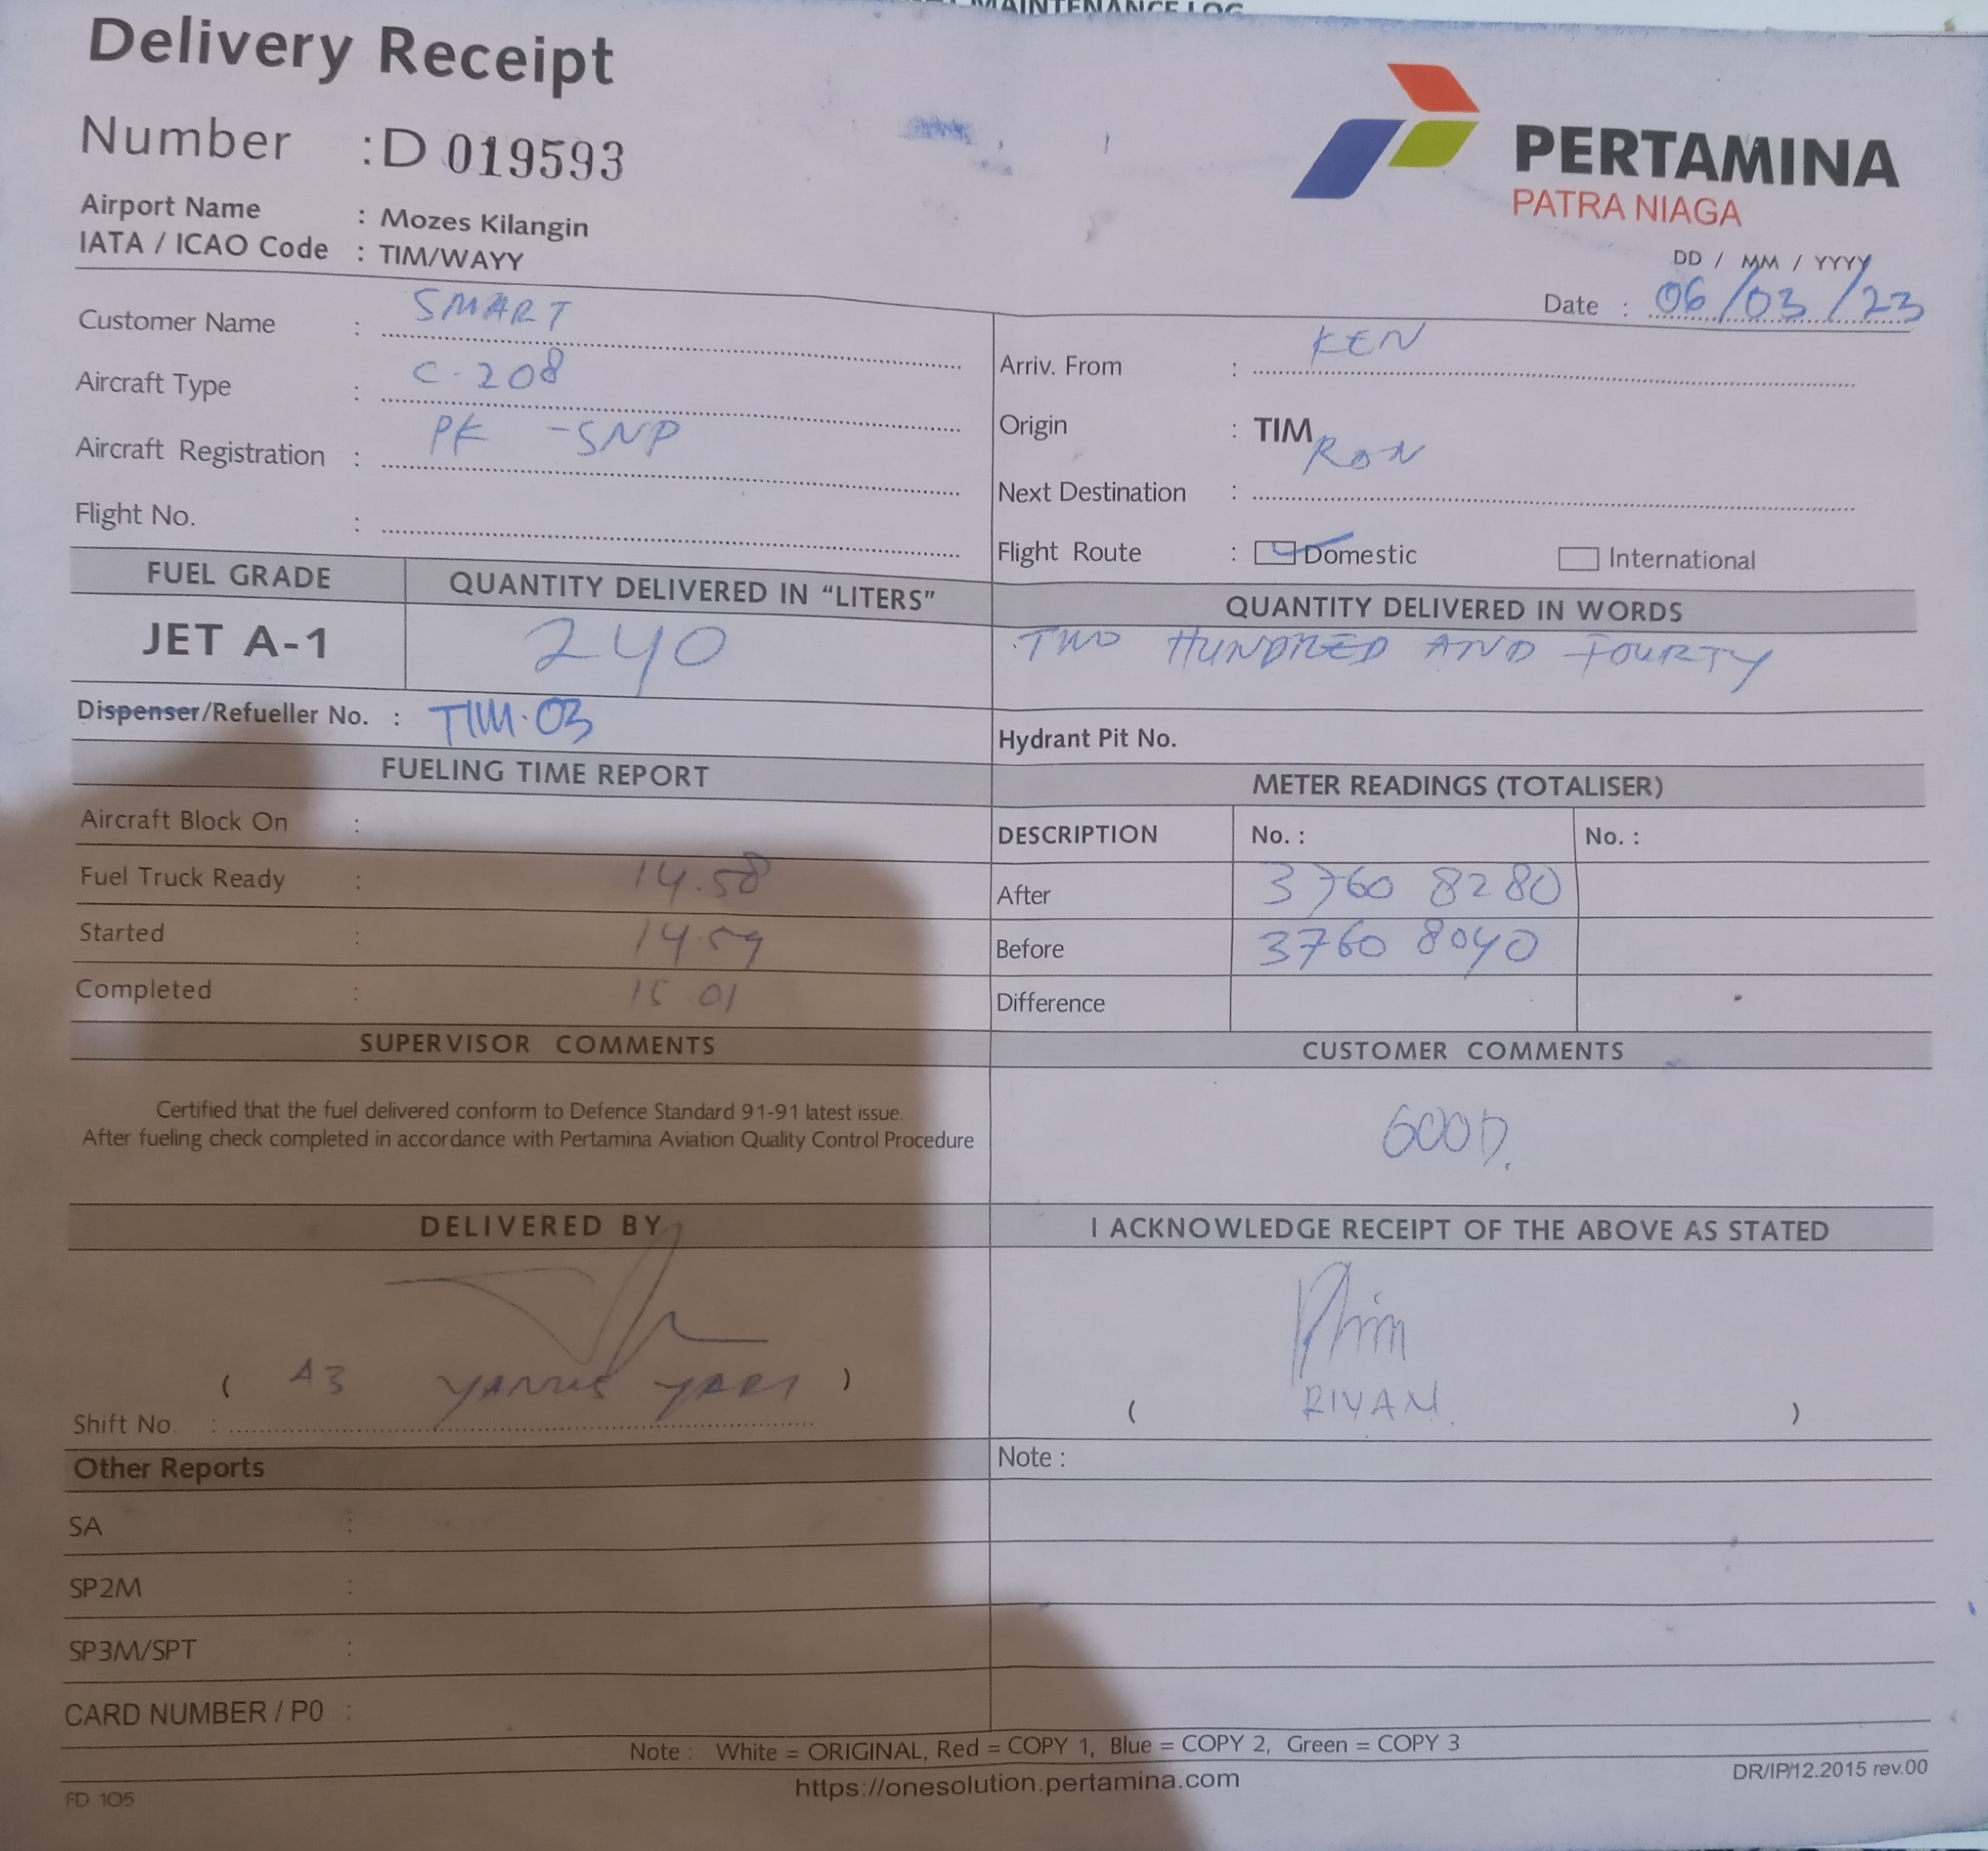 MAINTENANCE LOG
Delivery Receipt
Number : D 019593
PERTAMINA
PATRA NIAGA
Airport Name : Mozes Kilangin
IATA / ICAO Code : TIM/WAYY
DD / MM / YYYY
Date : 06/03/23
Customer Name : SMART
Aircraft Type : C-208
Aircraft Registration : PK-SNP
Flight No. :
Arriv. From : KEN
Origin : TIM
Next Destination : RON
Flight Route : Domestic International
FUEL GRADE QUANTITY DELIVERED IN "LITERS" QUANTITY DELIVERED IN WORDS
JET A-1 240 TWO HUNDRED AND FOURTY
Dispenser/Refueller No. : TIM.03
Hydrant Pit No.
FUELING TIME REPORT METER READINGS (TOTALISER)
Aircraft Block On : DESCRIPTION No. : No. :
Fuel Truck Ready : 14.58 After 3760 8280
Started : 14.59 Before 3760 8040
Completed : 15.01 Difference
SUPERVISOR COMMENTS CUSTOMER COMMENTS
Certified that the fuel delivered conform to Defence Standard 91-91 latest issue.
After fueling check completed in accordance with Pertamina Aviation Quality Control Procedure
GOOD.
DELIVERED BY I ACKNOWLEDGE RECEIPT OF THE ABOVE AS STATED
( A3 )
Shift No. :
( RIYAN. )
Other Reports Note :
SA :
SP2M :
SP3M/SPT :
CARD NUMBER / P0 :
Note : White = ORIGINAL, Red = COPY 1, Blue = COPY 2, Green = COPY 3
https://onesolution.pertamina.com
DR/IP/12.2015 rev.00
FD 105